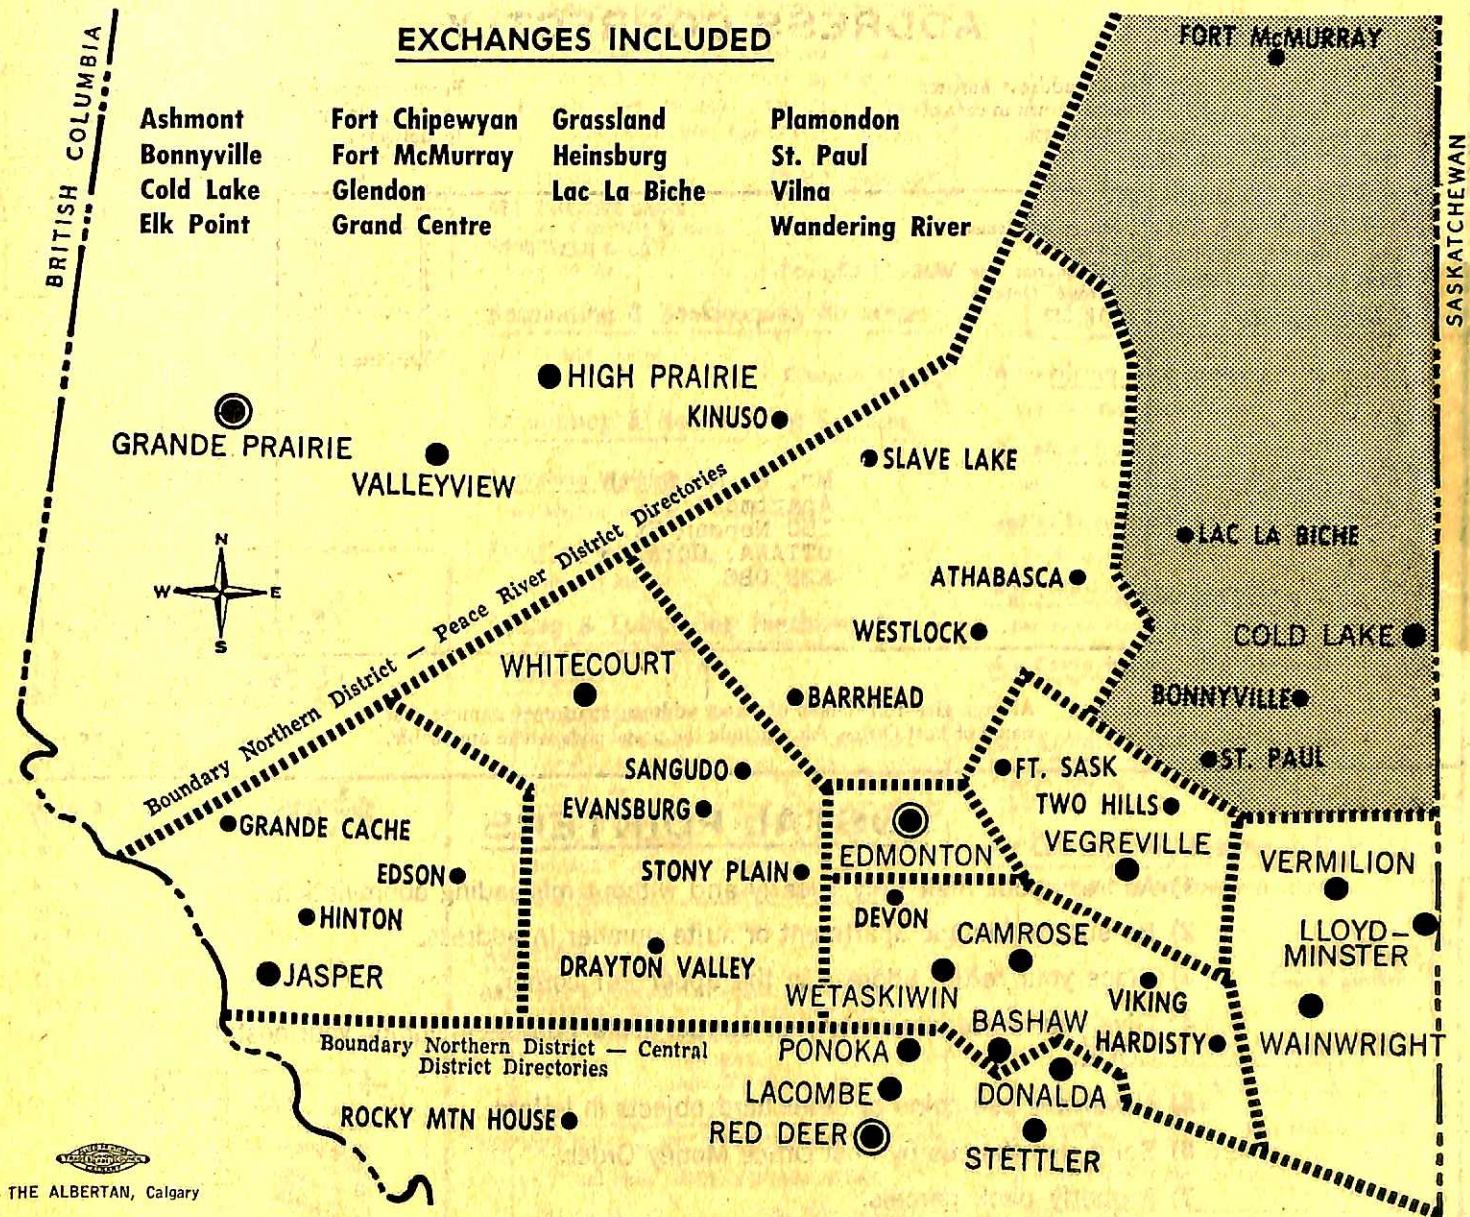 EXCHANGES INCLUDED
Ashmont
Bonnyville
Cold Lake
Elk Point
Fort Chipewyan
Fort McMurray
Glendon
Grand Centre
Grassland
Heinsburg
Lac La Biche
Plamondon
St. Paul
Vilna
Wandering River
BRITISH COLUMBIA
FORT McMURRAY
SASKATCHEWAN
HIGH PRAIRIE
KINUSO
GRANDE PRAIRIE
VALLEYVIEW
SLAVE LAKE
Boundary Northern District — Peace River District Directories
N
W
E
S
LAC LA BICHE
ATHABASCA
WESTLOCK
COLD LAKE
WHITECOURT
BARRHEAD
BONNYVILLE
SANGUDO
FT. SASK
ST. PAUL
EVANSBURG
TWO HILLS
GRANDE CACHE
EDMONTON
VEGREVILLE
VERMILION
EDSON
STONY PLAIN
HINTON
DEVON
CAMROSE
LLOYD-
MINSTER
JASPER
DRAYTON VALLEY
WETASKIWIN
VIKING
BASHAW
HARDISTY
WAINWRIGHT
Boundary Northern District — Central
District Directories
PONOKA
LACOMBE
DONALDA
ROCKY MTN HOUSE
RED DEER
STETTLER
THE ALBERTAN, Calgary